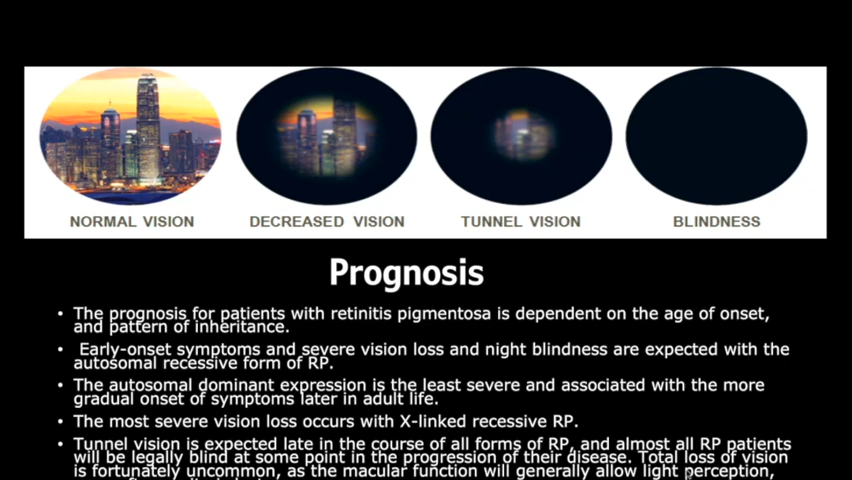 NORMAL VISION
DECREASED VISION
TUNNEL VISION
BLINDNESS
Prognosis
• The prognosis for patients with retinitis pigmentosa is dependent on the age of onset,
and pattern of inheritance.
• Early-onset symptoms and severe vision loss and night blindness are expected with the
autosomal recessive form of RP.
• The autosomal dominant expression is the least severe and associated with the more
gradual onset of symptoms later in adult life.
• The most severe vision loss occurs with X-linked recessive RP.
• Tunnel vision is expected late in the course of all forms of RP, and almost all RP patients
will be legally blind at some point in the progression of their disease. Total loss of vision
is fortunately uncommon, as the macular function will generally allow light perception,